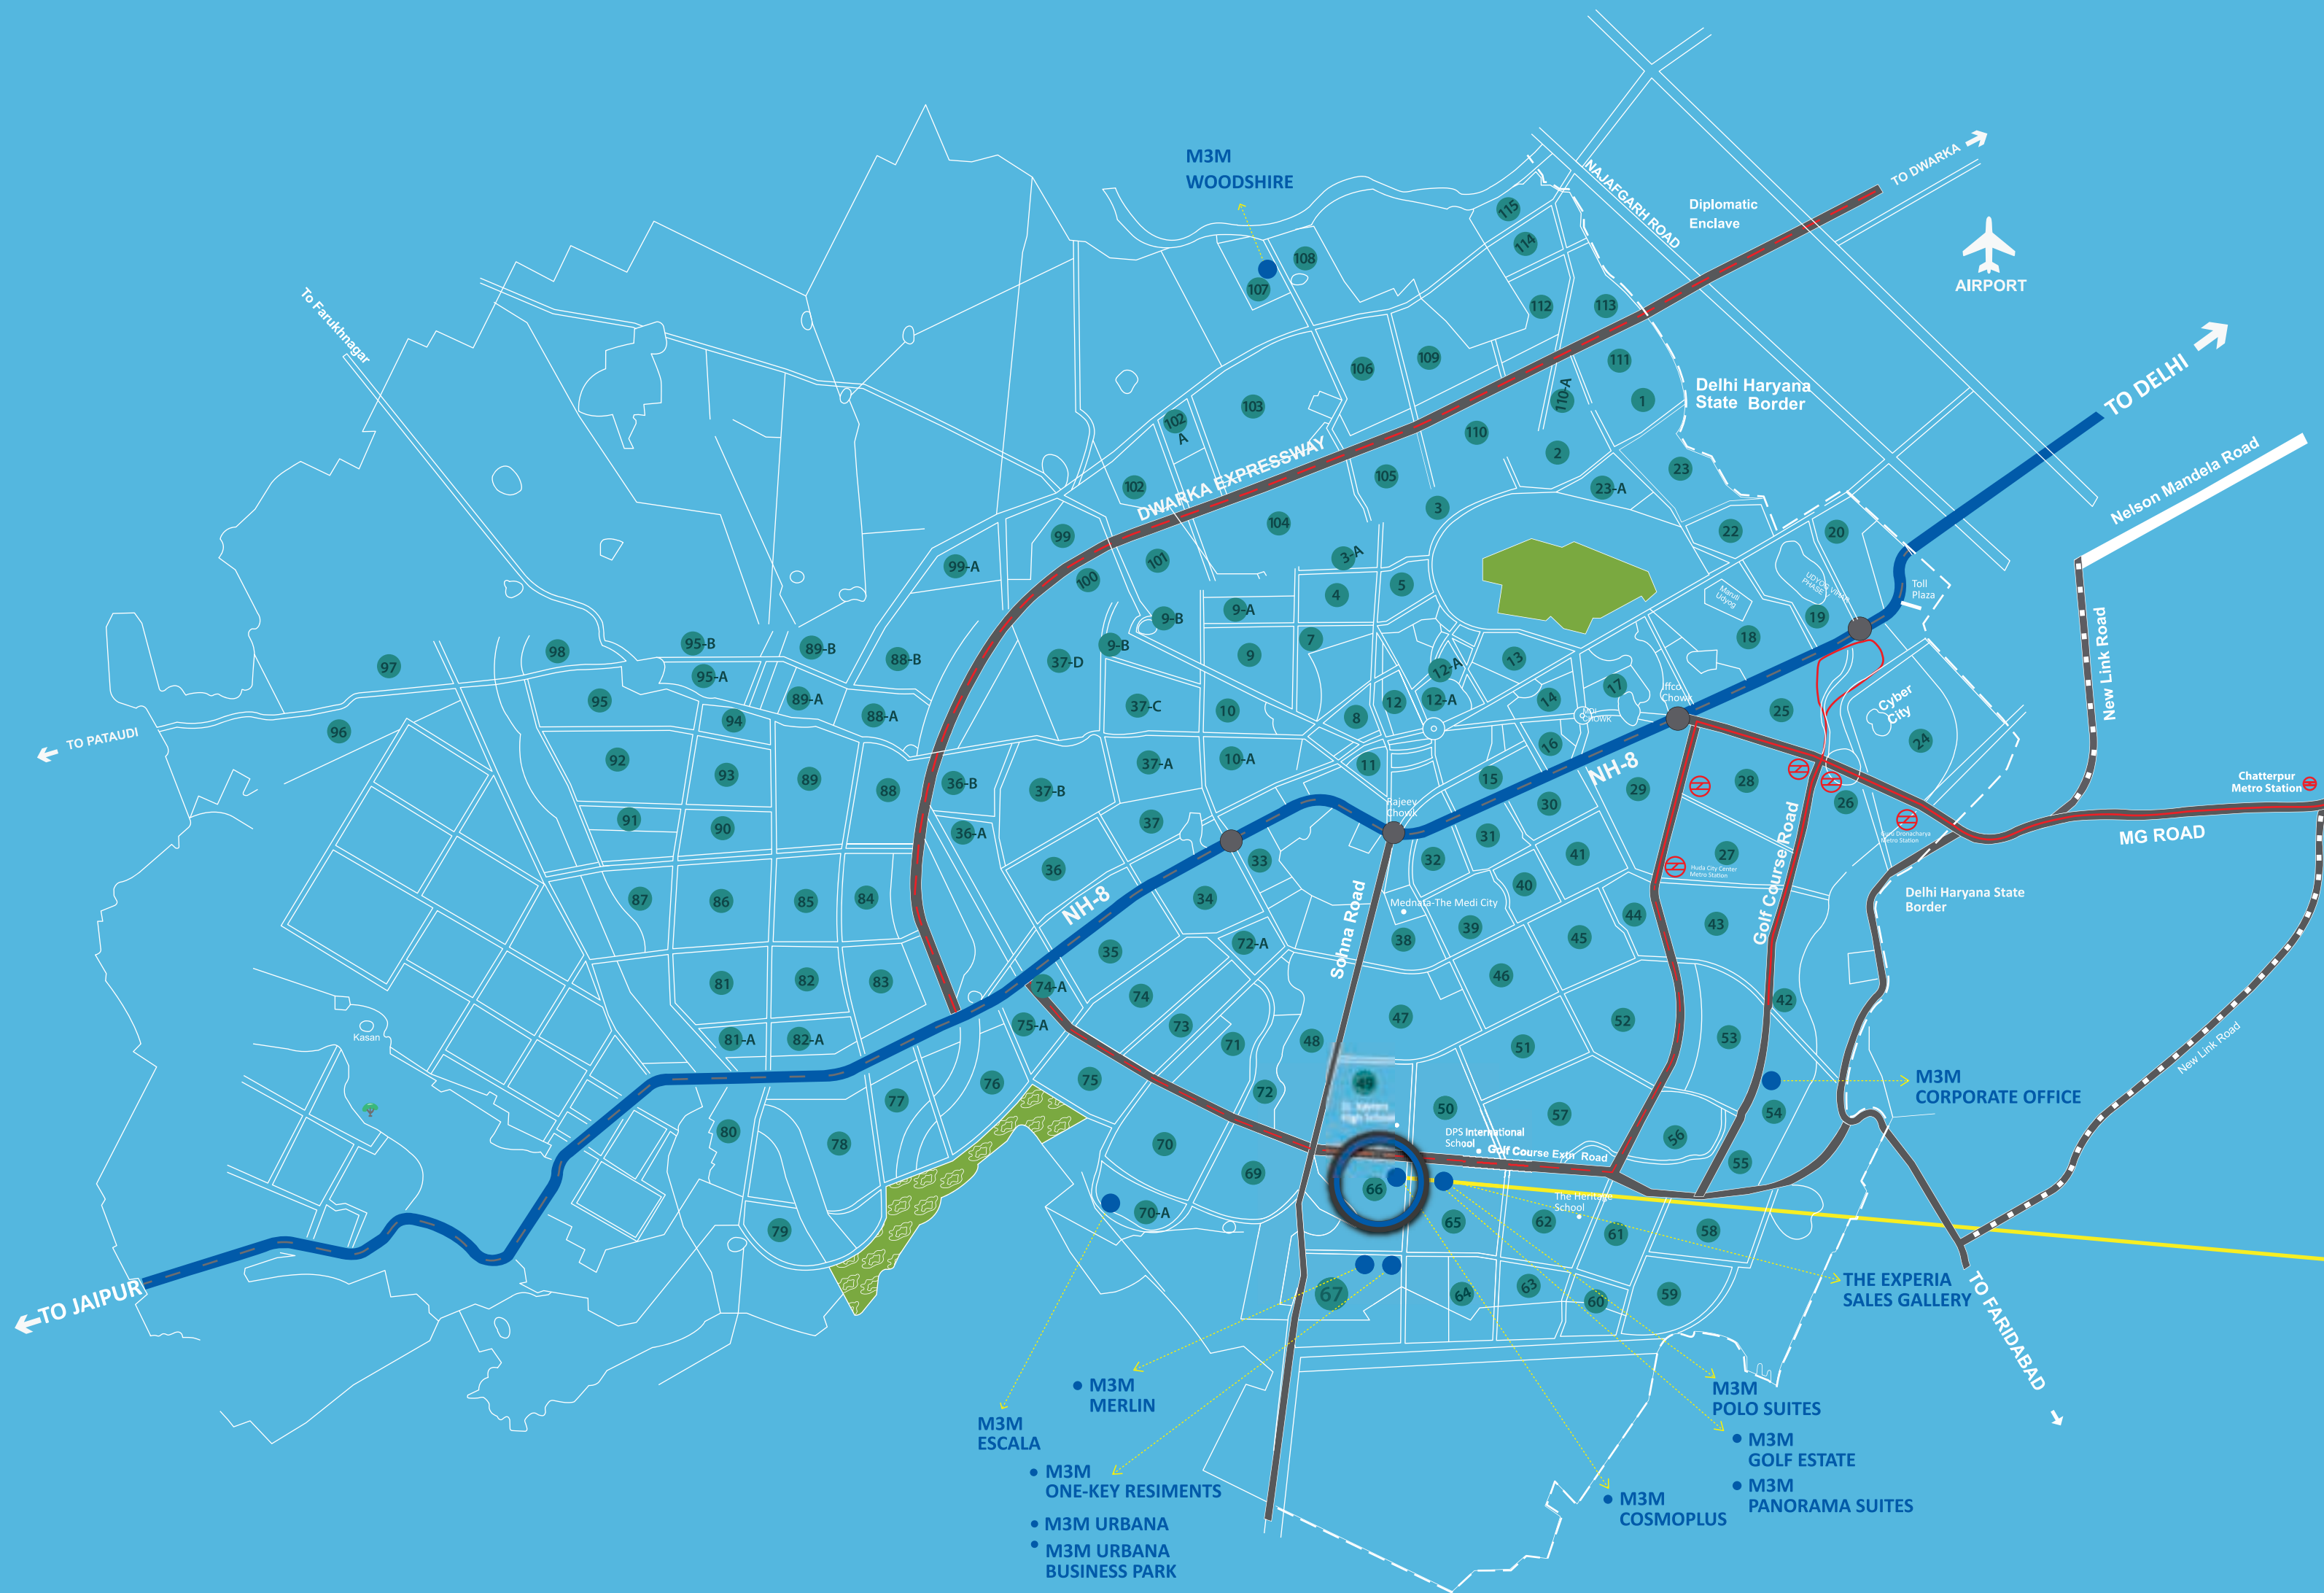 M3M
WOODSHIRE
TO DWARKA
NAJAFGARH ROAD
Diplomatic
Enclave
AIRPORT
115
114
108
107
112
113
To Farukhnagar
106
109
111
110-A
1
Delhi Haryana
State Border
TO DELHI
103
102
A
110
2
DWARKA EXPRESSWAY
105
23
Nelson Mandela Road
102
23-A
3
104
22
20
99
3-A
101
99-A
100
5
4
Toll
Plaza
Maruti
Udyog
9-A
9-B
19
18
7
New Link Road
95-B
89-B
9-B
98
97
88-B
37-D
9
13
12-A
95-A
17
95
89-A
12
12-A
14
Iffco
Chowk
Cyber
City
94
88-A
37-C
10
8
25
96
TO PATAUDI
24
16
92
37-A
10-A
11
NH-8
93
89
36-B
88
37-B
15
29
28
Chatterpur
Metro Station
Rajeev
Chowk
30
26
91
90
37
36-A
31
Golf Course Road
MG ROAD
33
32
41
27
36
Huda City Center
Metro Station
40
Delhi Haryana State
Border
87
86
85
84
NH-8
34
Mednata-The Medi City
44
43
39
38
45
Sohna Road
35
72-A
46
81
82
83
74-A
74
42
75-A
73
47
52
Kasan
81-A
82-A
71
48
51
53
New Link Road
76
75
72
49
M3M
CORPORATE OFFICE
77
50
57
54
80
78
70
DPS International
School
Golf Course Extn Road
56
55
69
66
The Heritage
School
70-A
65
62
61
58
79
67
64
63
60
59
THE EXPERIA
SALES GALLERY
TO JAIPUR
TO FARIDABAD
M3M
MERLIN
M3M
POLO SUITES
M3M
ESCALA
M3M
GOLF ESTATE
M3M
ONE-KEY RESIMENTS
M3M
PANORAMA SUITES
M3M
COSMOPLUS
M3M URBANA
M3M URBANA
BUSINESS PARK